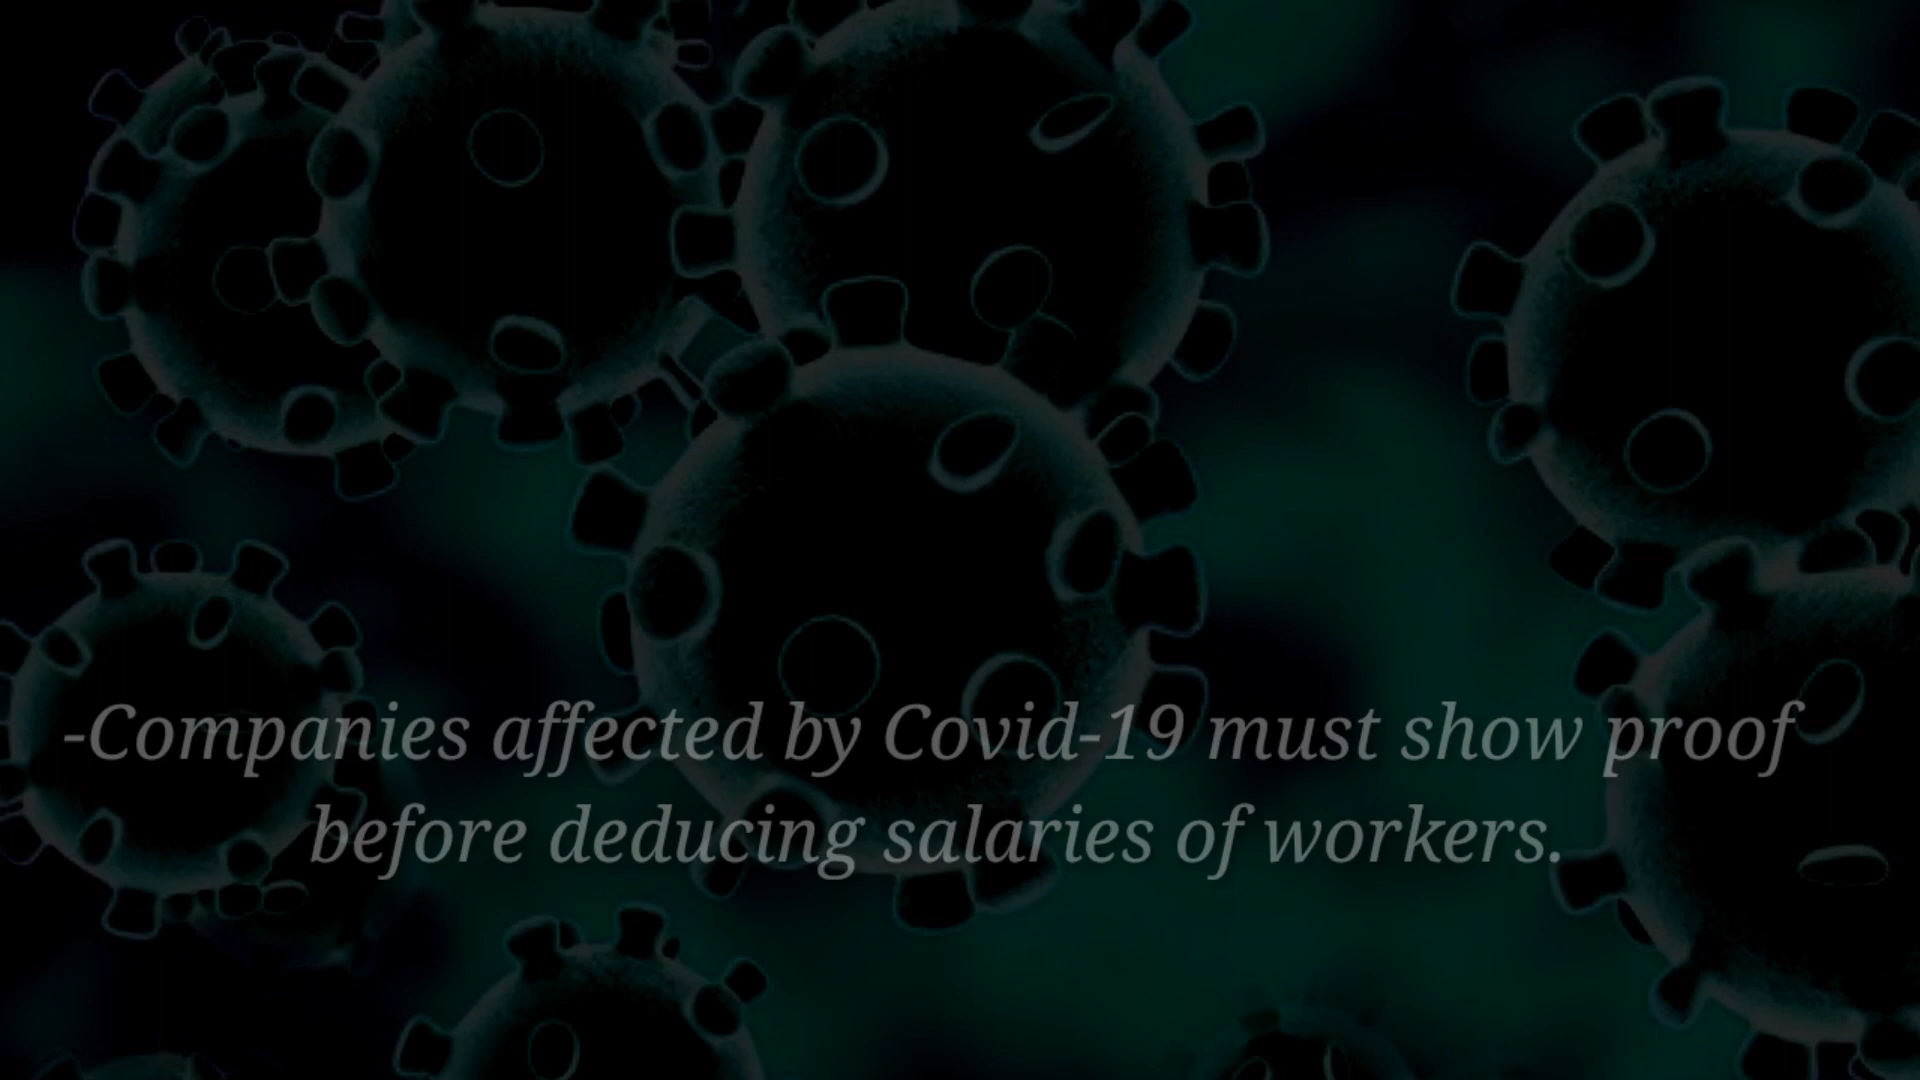 -Companies affected by Covid-19 must show proof
before deducing salaries of workers.